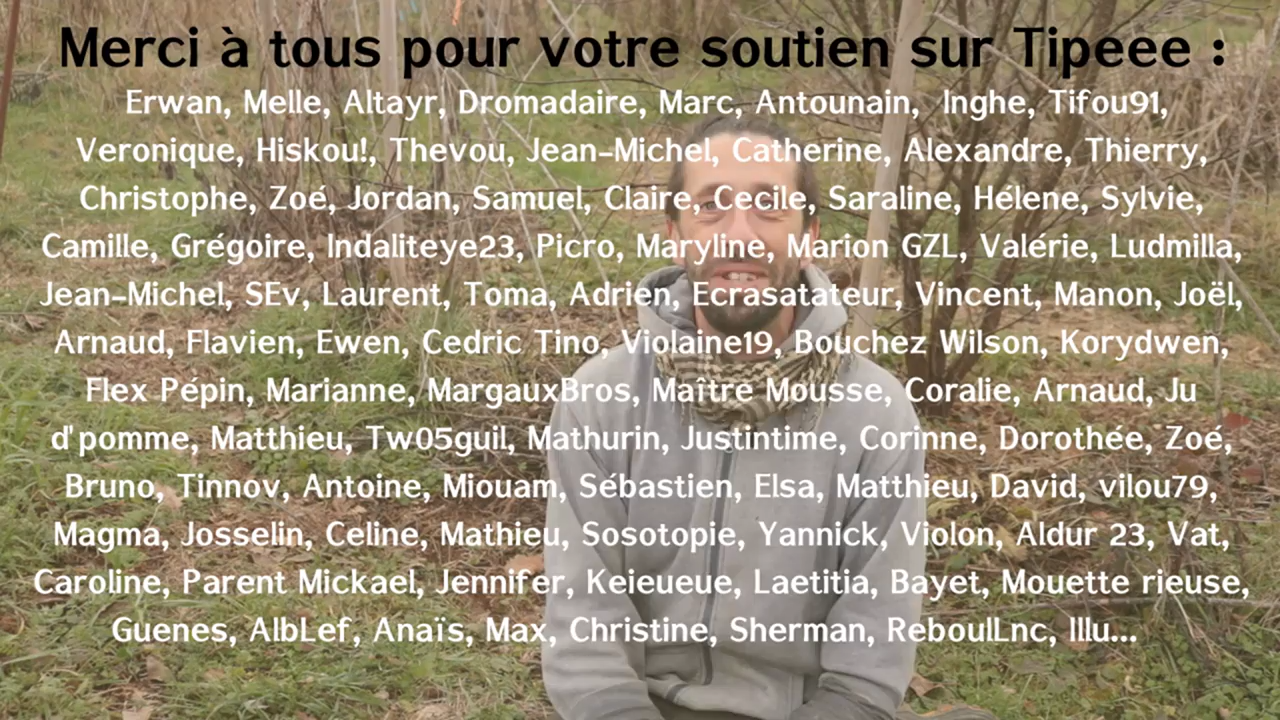 Merci à tous pour votre soutien sur Tipeee :
Erwan, Melle, Altayr, Dromadaire, Marc, Antounain, Inghe, Tifou91,
Veronique, Hiskou!, Thevou, Jean-Michel, Catherine, Alexandre, Thierry,
Christophe, Zoé, Jordan, Samuel, Claire, Cecile, Saraline, Hélene, Sylvie,
Camille, Grégoire, Indaliteye23, Picro, Maryline, Marion GZL, Valérie, Ludmilla,
Jean-Michel, SEv, Laurent, Toma, Adrien, Ecrasatateur, Vincent, Manon, Joël,
Arnaud, Flavien, Ewen, Cedric Tino, Violaine19, Bouchez Wilson, Korydwen,
Flex Pépin, Marianne, MargauxBros, Maître Mousse, Coralie, Arnaud, Ju
d'pomme, Matthieu, Tw05guil, Mathurin, Justintime, Corinne, Dorothée, Zoé,
Bruno, Tinnov, Antoine, Miouam, Sébastien, Elsa, Matthieu, David, vilou79,
Magma, Josselin, Celine, Mathieu, Sosotopie, Yannick, Violon, Aldur 23, Vat,
Caroline, Parent Mickael, Jennifer, Keieueue, Laetitia, Bayet, Mouette rieuse,
Guenes, AlbLef, Anaïs, Max, Christine, Sherman, ReboulLnc, lllu...